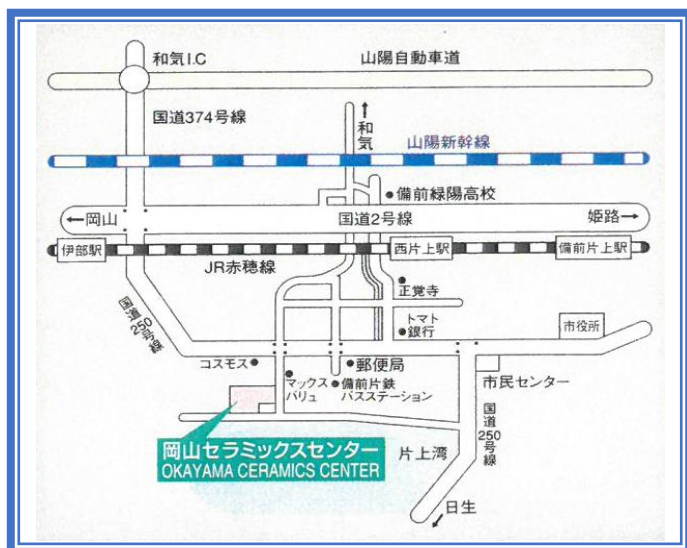 和気I.C
山陽自動車道
国道374号線
↑
和気
山陽新幹線
●備前緑陽高校
←岡山
国道2号線
姫路→
伊部駅
西片上駅
備前片上駅
JR赤穂線
●
正覚寺
国道
250
号線
トマト
●銀行
市役所
コスモス●
●郵便局
●
マックス
バリュ
●備前片鉄
バスステーション
市民センター
岡山セラミックスセンター
OKAYAMA CERAMICS CENTER
片上湾
国道
250
号線
日生
↙